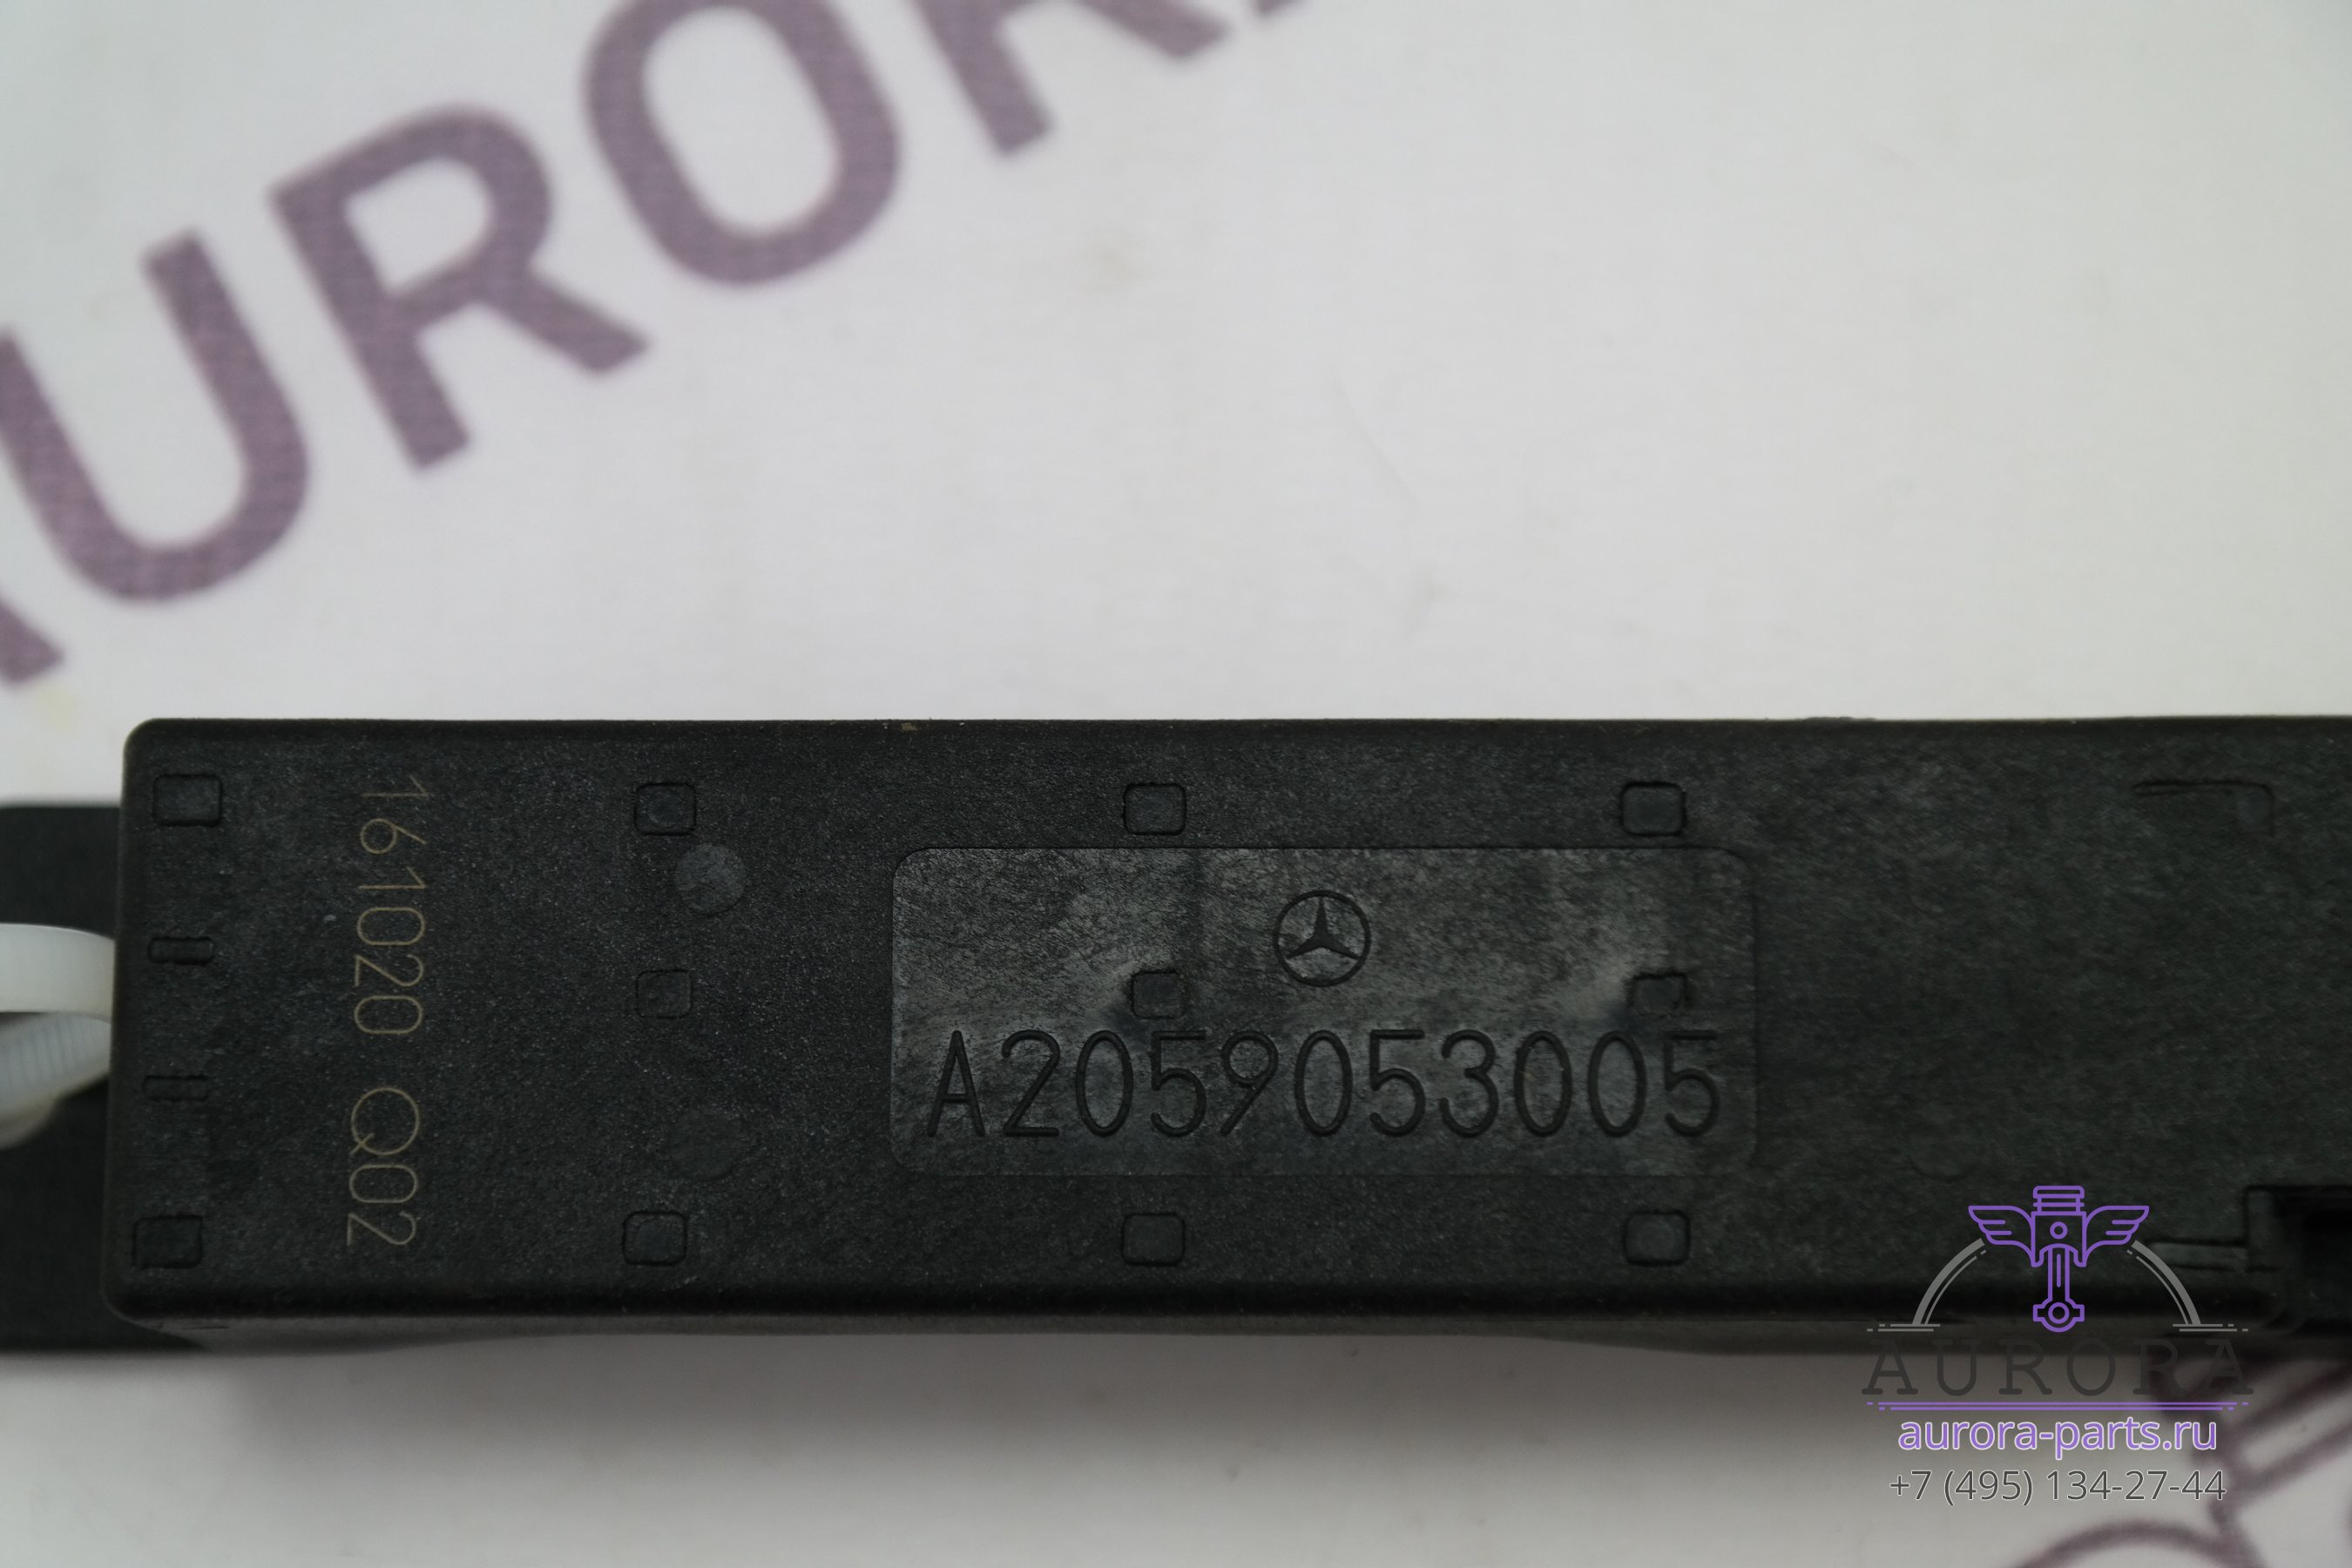 AURORA
161020 Q02
A2059053005
AURORA
aurora-parts.ru
+7 (495) 134-27-44